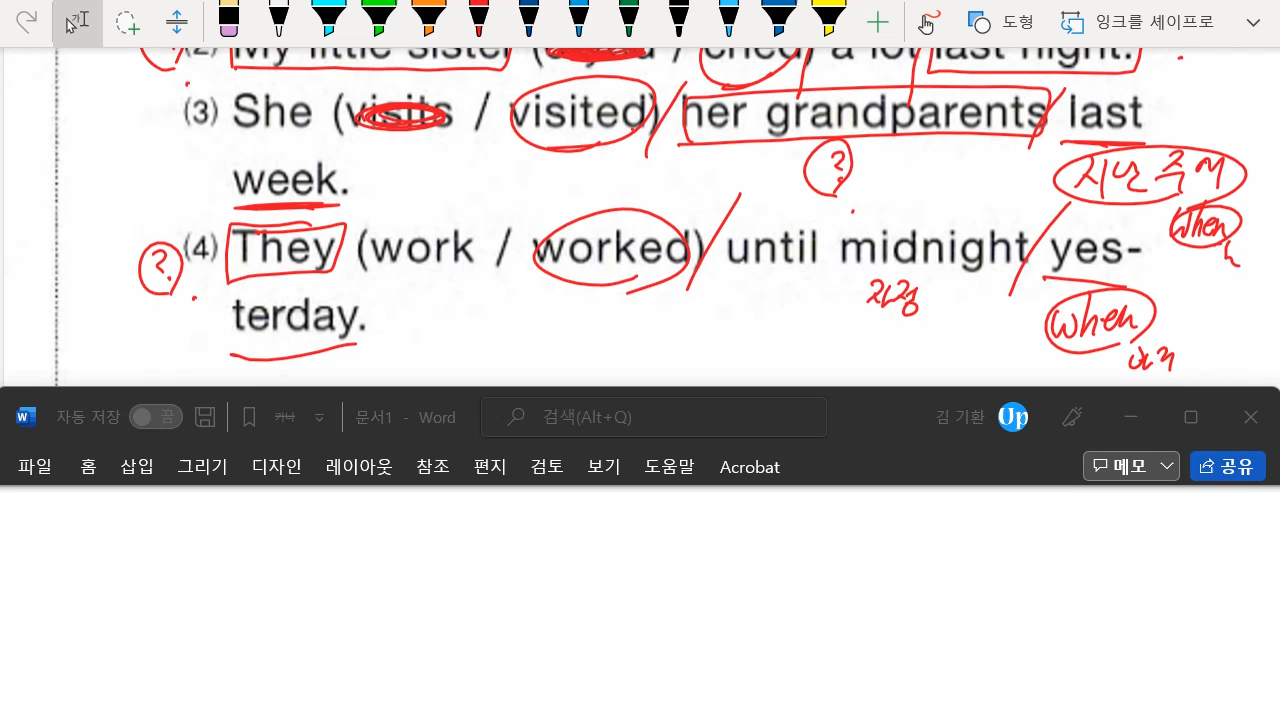 도형
잉크를 셰이프로
(2) My little sister ( / cried) a lot last night.
(3) She (visits / visited) her grandparents last
?
지난 주에
week.
when
(4) They (work / worked) until midnight yes-
?
자정
when
terday.
자동 저장
끔
가나
문서1 - Word
검색(Alt+Q)
김 기환
Up
파일 홈 삽입 그리기 디자인 레이아웃 참조 편지 검토 보기 도움말 Acrobat
메모
공유